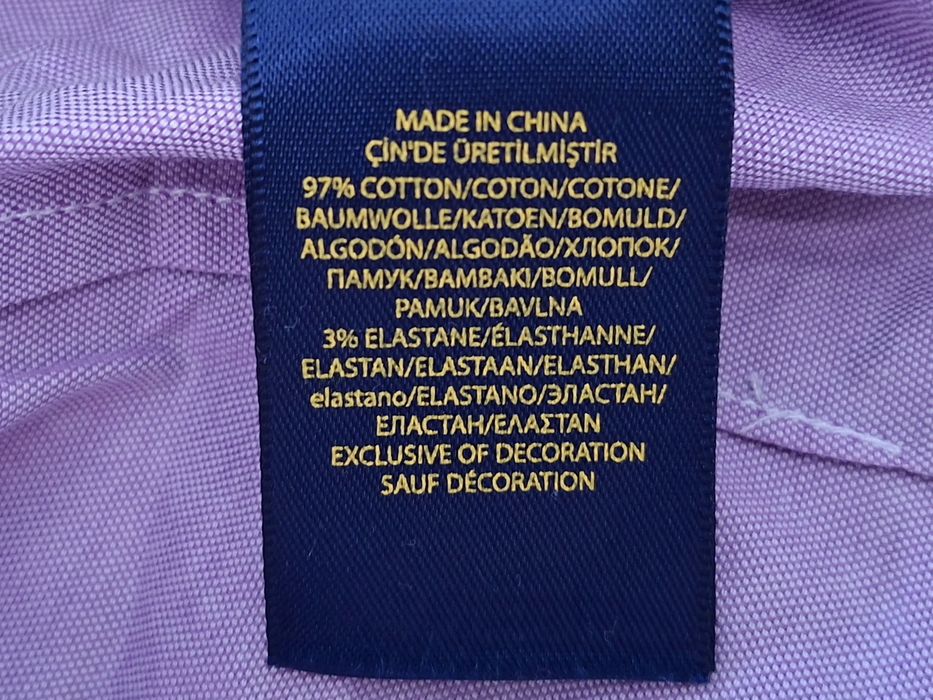 MADE IN CHINA
ÇİN'DE ÜRETİLMİŞTİR
97% COTTON/COTON/COTONE/
BAUMWOLLE/KATOEN/BOMULD/
ALGODÓN/ALGODÃO/ХЛОПОК/
ПАМУК/ΒΑΜΒΑΚΙ/BOMULL/
PAMUK/BAVLNA
3% ELASTANE/ÉLASTHANNE/
ELASTAN/ELASTAAN/ELASTHAN/
elastano/ELASTANO/ЭЛАСТАН/
ЕЛАСТАН/ΕΛΑΣΤΑΝ
EXCLUSIVE OF DECORATION
SAUF DÉCORATION